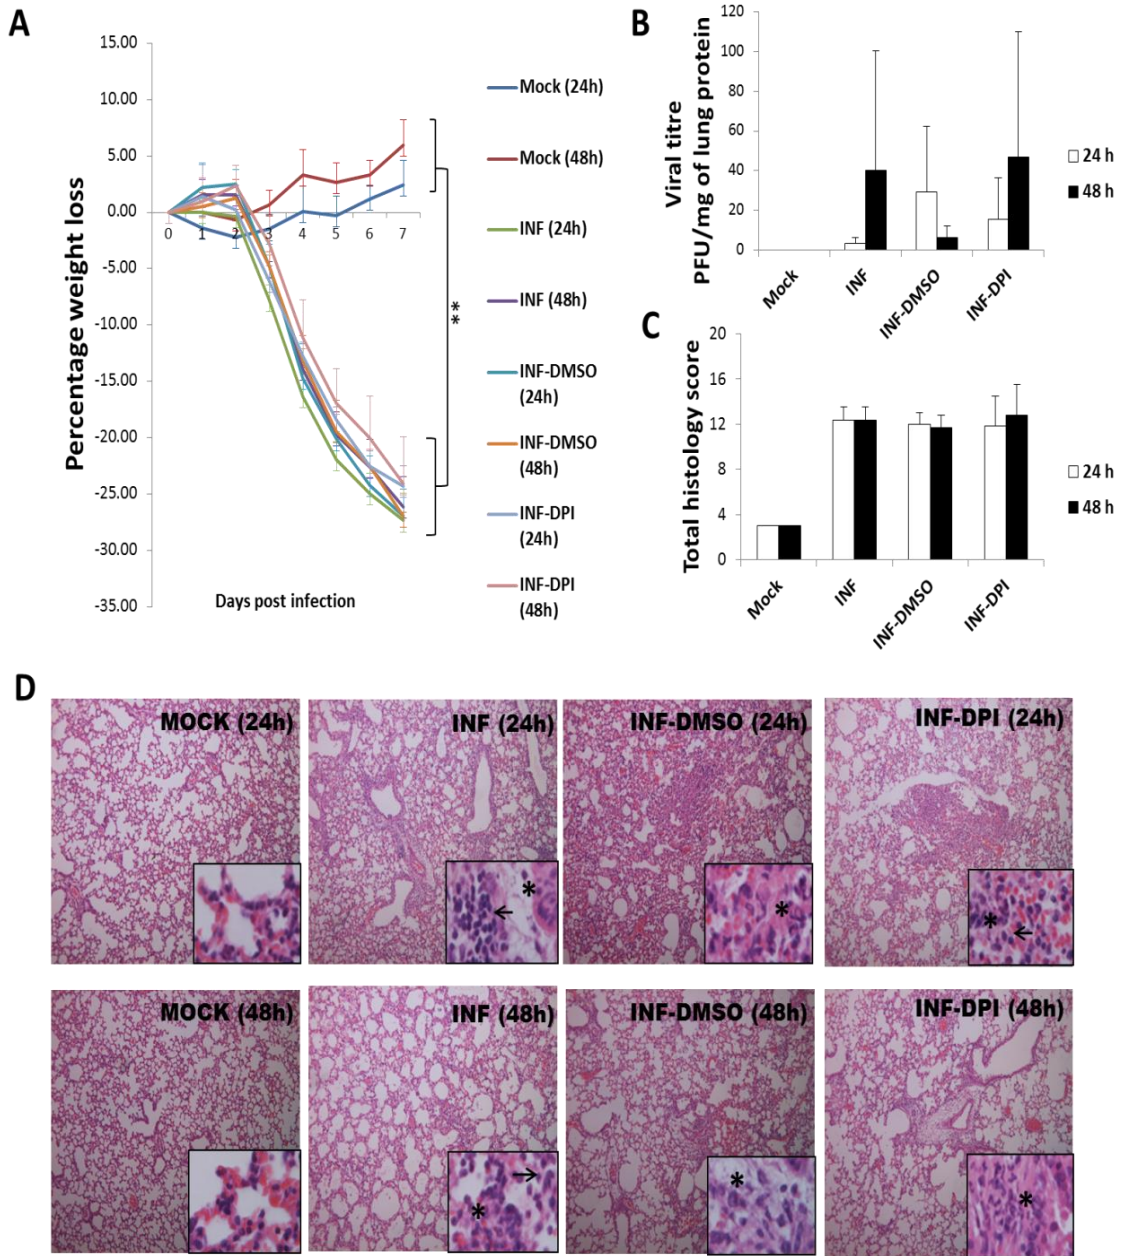 A
15.00
10.00
5.00
0.00
-5.00
-10.00
-15.00
-20.00
-25.00
-30.00
-35.00
Percentage weight loss
0 1 2 3 4 5 6 7
Days post infection
**
Mock (24h)
Mock (48h)
INF (24h)
INF (48h)
INF-DMSO
(24h)
INF-DMSO
(48h)
INF-DPI
(24h)
INF-DPI
(48h)
B
Viral titre
PFU/mg of lung protein
120
100
80
60
40
20
0
Mock
INF
INF-DMSO
INF-DPI
24 h
48 h
C
Total histology score
20
16
12
8
4
0
Mock
INF
INF-DMSO
INF-DPI
24 h
48 h
D
MOCK (24h)
INF (24h)
*
INF-DMSO (24h)
*
INF-DPI (24h)
*
MOCK (48h)
INF (48h)
*
INF-DMSO (48h)
*
INF-DPI (48h)
*